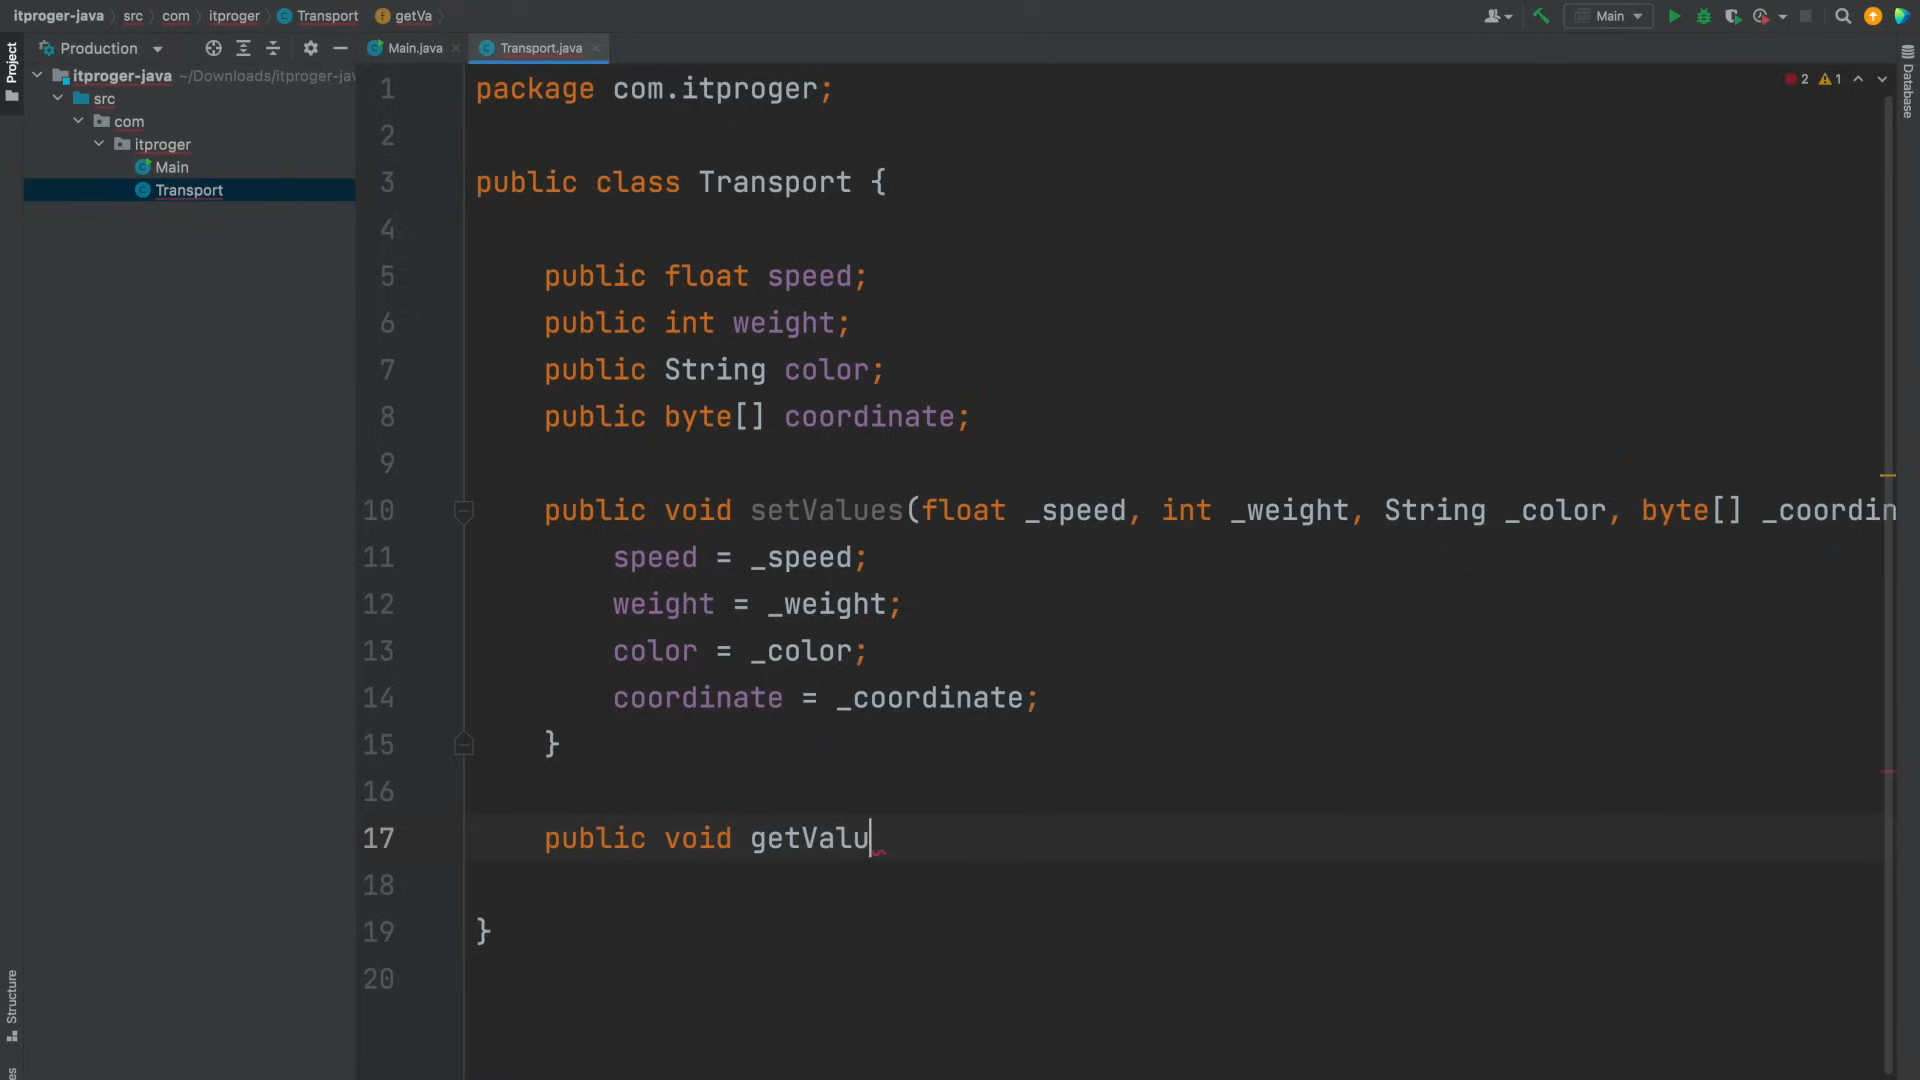 itproger-java src com itproger Transport getVa
Main
Project
Production
Main.java Transport.java
itproger-java ~/Downloads/itproger-jav
src
com
itproger
Main
Transport
2 1
Database
1 package com.itproger;
2
3 public class Transport {
4
5 public float speed;
6 public int weight;
7 public String color;
8 public byte[] coordinate;
9
10 public void setValues(float _speed, int _weight, String _color, byte[] _coordin
11 speed = _speed;
12 weight = _weight;
13 color = _color;
14 coordinate = _coordinate;
15 }
16
17 public void getValu
18
19 }
20
Structure